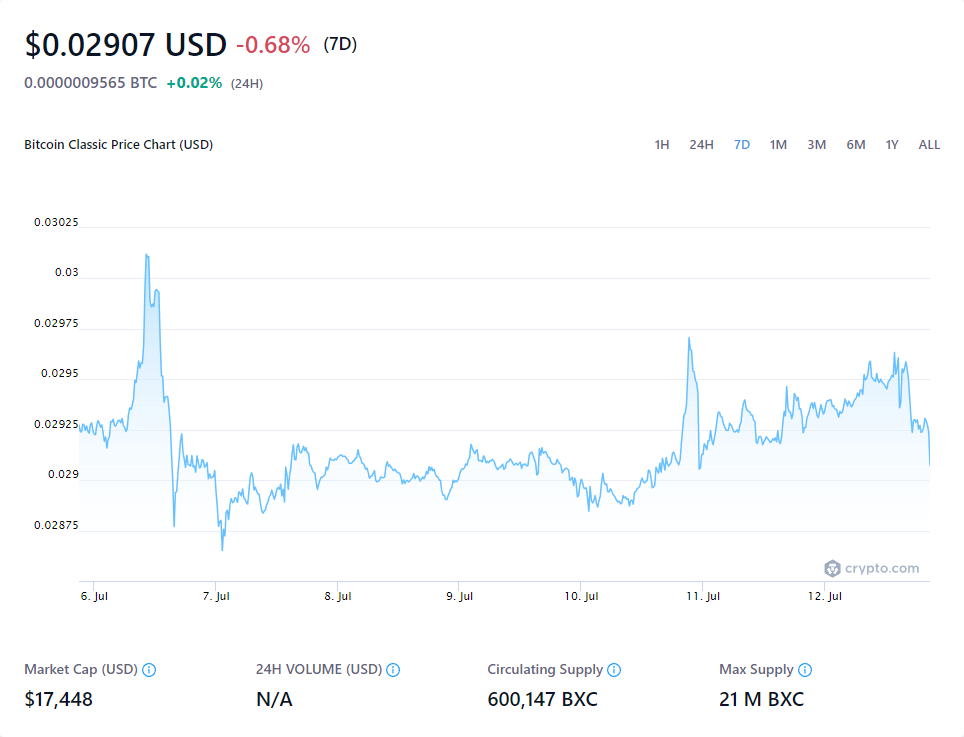 $0.02907 USD -0.68% (7D)
0.0000009565 BTC +0.02% (24H)
Bitcoin Classic Price Chart (USD) 1H 24H 7D 1M 3M 6M 1Y ALL
0.03025
0.03
0.02975
0.0295
0.02925
0.029
0.02875
crypto.com
6. Jul 7. Jul 8. Jul 9. Jul 10. Jul 11. Jul 12. Jul
Market Cap (USD) 24H VOLUME (USD) Circulating Supply Max Supply
$17,448 N/A 600,147 BXC 21 M BXC